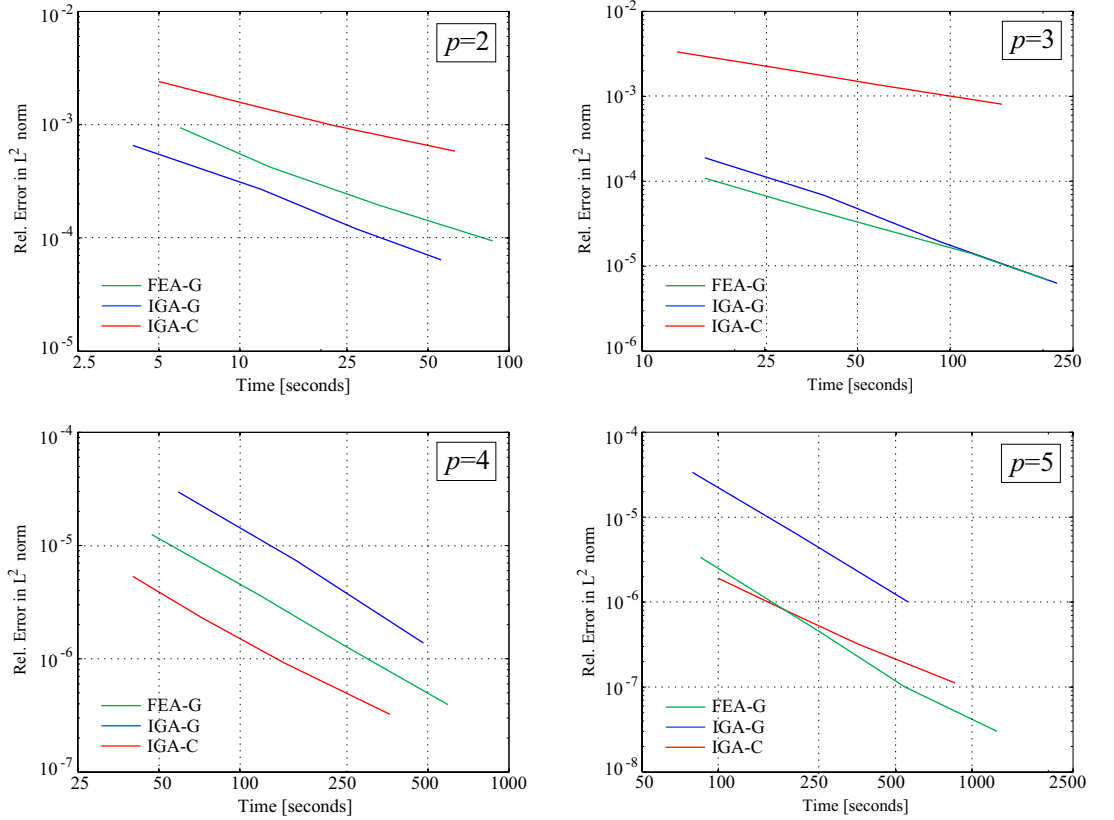 p=2
Rel. Error in L² norm
10⁻²
10⁻³
10⁻⁴
10⁻⁵
FEA-G
IGA-G
IGA-C
2.5 5 10 25 50 100
Time [seconds]
p=3
Rel. Error in L² norm
10⁻²
10⁻³
10⁻⁴
10⁻⁵
10⁻⁶
FEA-G
IGA-G
IGA-C
10 25 50 100 250
Time [seconds]
p=4
Rel. Error in L² norm
10⁻⁴
10⁻⁵
10⁻⁶
10⁻⁷
FEA-G
IGA-G
IGA-C
25 50 100 250 500 1000
Time [seconds]
p=5
Rel. Error in L² norm
10⁻⁴
10⁻⁵
10⁻⁶
10⁻⁷
10⁻⁸
FEA-G
IGA-G
IGA-C
50 100 250 500 1000 2500
Time [seconds]